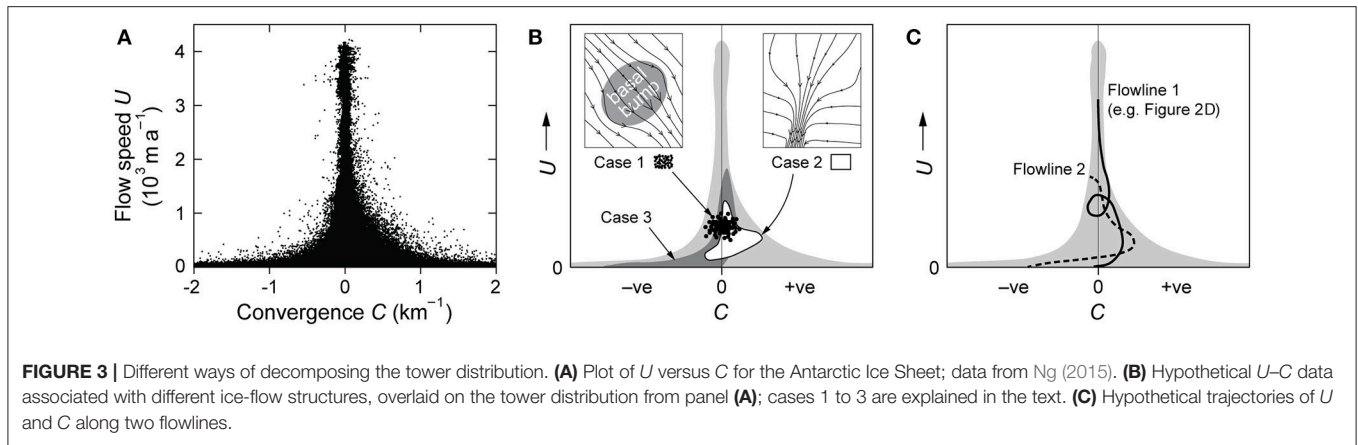 A
Flow speed U
(10³ m a⁻¹)
4
3
2
1
0
-2
-1
0
1
2
Convergence C (km⁻¹)
B
U
0
basal
bump
Case 1
Case 2
Case 3
–ve
0
+ve
C
C
U
0
Flowline 1
(e.g. Figure 2D)
Flowline 2
–ve
0
+ve
C
FIGURE 3 | Different ways of decomposing the tower distribution. (A) Plot of U versus C for the Antarctic Ice Sheet; data from Ng (2015). (B) Hypothetical U–C data
associated with different ice-flow structures, overlaid on the tower distribution from panel (A); cases 1 to 3 are explained in the text. (C) Hypothetical trajectories of U
and C along two flowlines.